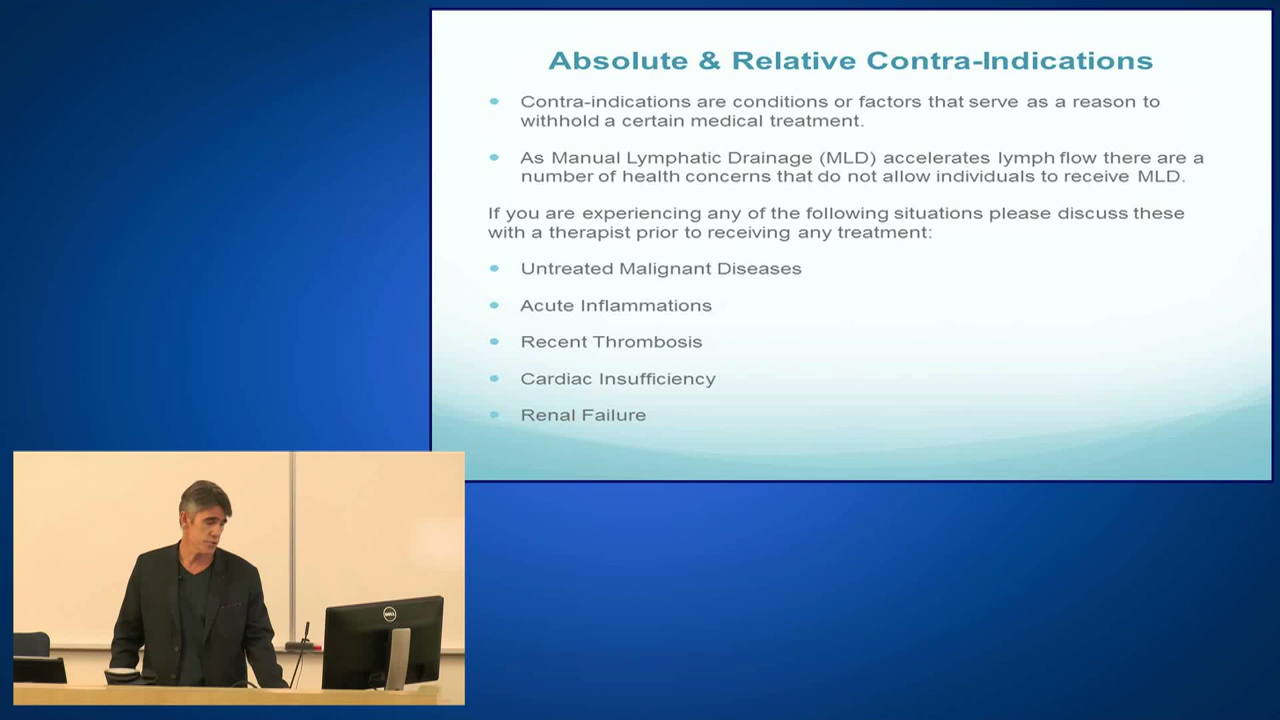 Absolute & Relative Contra-Indications
Contra-indications are conditions or factors that serve as a reason to
withhold a certain medical treatment.
As Manual Lymphatic Drainage (MLD) accelerates lymph flow there are a
number of health concerns that do not allow individuals to receive MLD.
If you are experiencing any of the following situations please discuss these
with a therapist prior to receiving any treatment:
Untreated Malignant Diseases
Acute Inflammations
Recent Thrombosis
Cardiac Insufficiency
Renal Failure
DELL